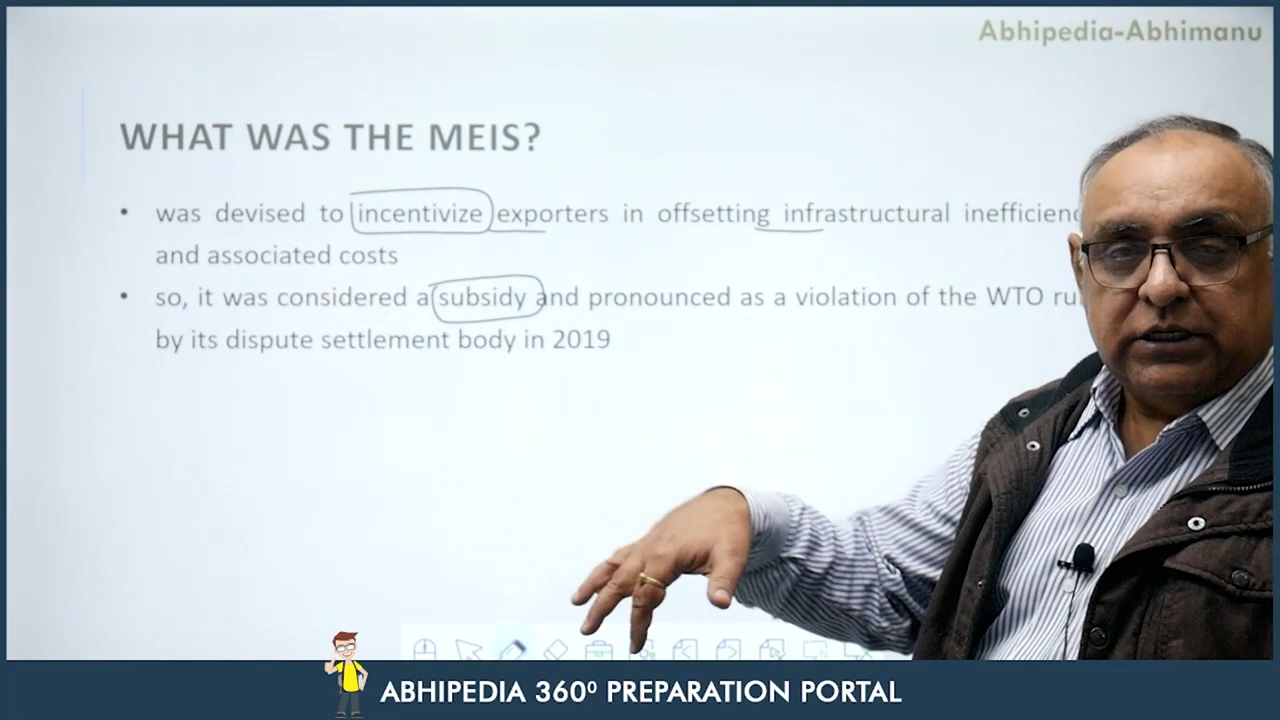 Abhipedia-Abhimanu
WHAT WAS THE MEIS?
• was devised to incentivize exporters in offsetting infrastructural
and associated costs
• so, it was considered a subsidy and pronounced as a violation of the WTO
by its dispute settlement body in 2019
ABHIPEDIA 360⁰ PREPARATION PORTAL